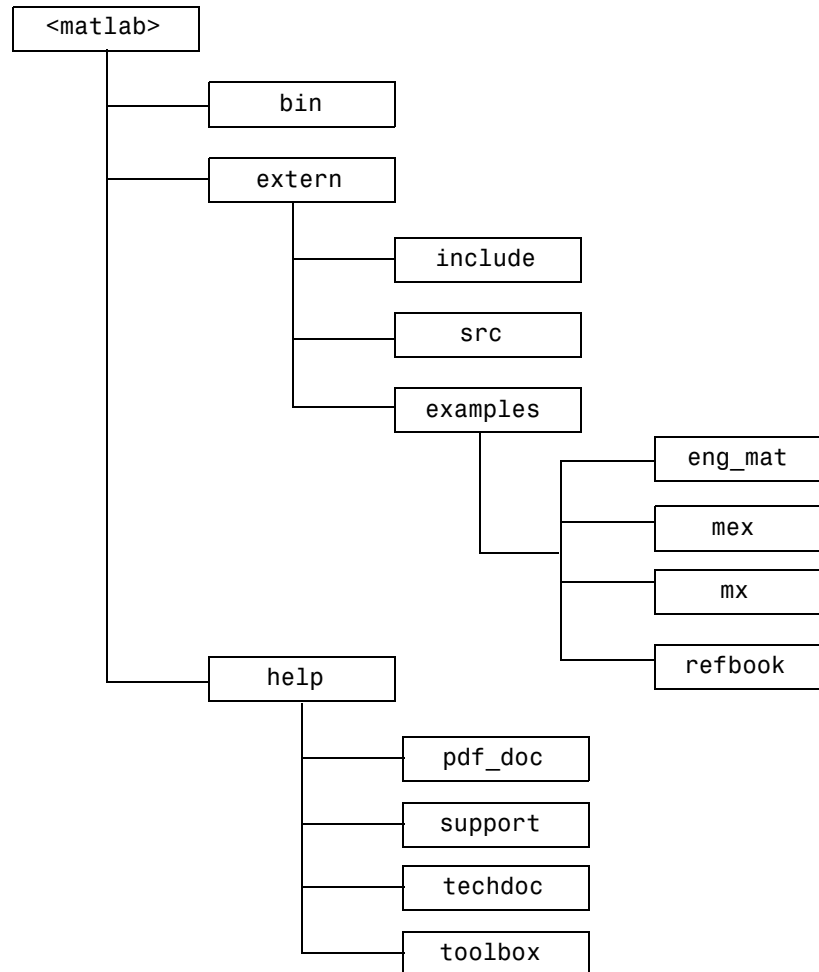 <matlab>
bin
extern
include
src
examples
eng_mat
mex
mx
refbook
help
pdf_doc
support
techdoc
toolbox